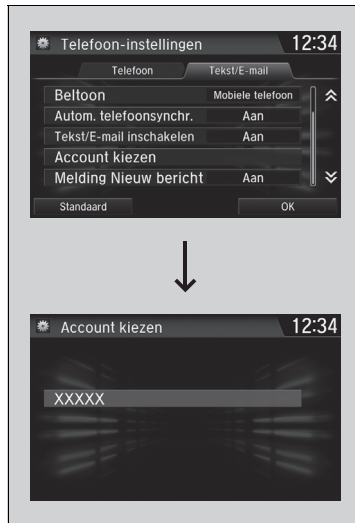 Telefoon-instellingen 12:34
Telefoon Tekst/E-mail
Beltoon Mobiele telefoon
Autom. telefoonsynchr. Aan
Tekst/E-mail inschakelen Aan
Account kiezen
Melding Nieuw bericht Aan
Standaard OK
Account kiezen 12:34
XXXXX